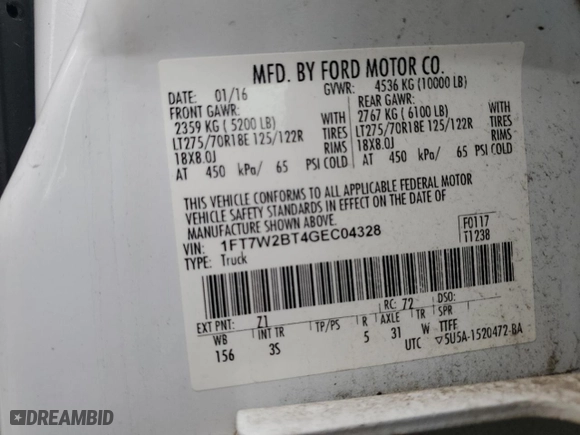 MFD. BY FORD MOTOR CO.
DATE: 01/16 GVWR: 4536 KG (10000 LB)
FRONT GAWR: REAR GAWR:
2359 KG ( 5200 LB) WITH 2767 KG ( 6100 LB) WITH
LT275/70R18E 125/122R TIRES LT275/70R18E 125/122R TIRES
18X8.0J RIMS 18X8.0J RIMS
AT 450 kPa/ 65 PSI COLD AT 450 kPa/ 65 PSI COLD
THIS VEHICLE CONFORMS TO ALL APPLICABLE FEDERAL MOTOR
VEHICLE SAFETY STANDARDS IN EFFECT ON THE DATE OF
MANUFACTURE SHOWN ABOVE.
VIN: 1FT7W2BT4GEC04328 F0117
TYPE: Truck T1238
EXT PNT: Z1 RC: 72 DSO:
WB INT TR TP/PS R AXLE TR SPR
156 3S 5 31 W TTFF
UTC ▽5U5A-1520472-BA
DREAMBID